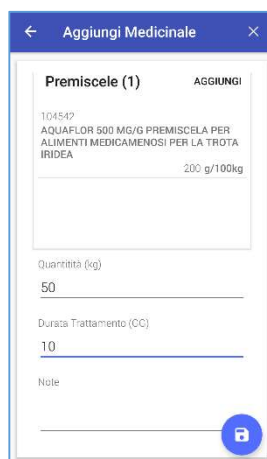 Aggiungi Medicinale
Premiscele (1) AGGIUNGI
104542
AQUAFLOR 500 MG/G PREMISCELA PER
ALIMENTI MEDICAMENOSI PER LA TROTA
IRIDEA
200 g/100kg
Quantitità (kg)
50
Durata Trattamento (GG)
10
Note